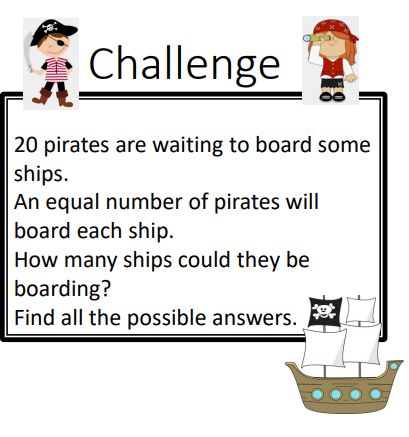 Challenge
20 pirates are waiting to board some
ships.
An equal number of pirates will
board each ship.
How many ships could they be
boarding?
Find all the possible answers.